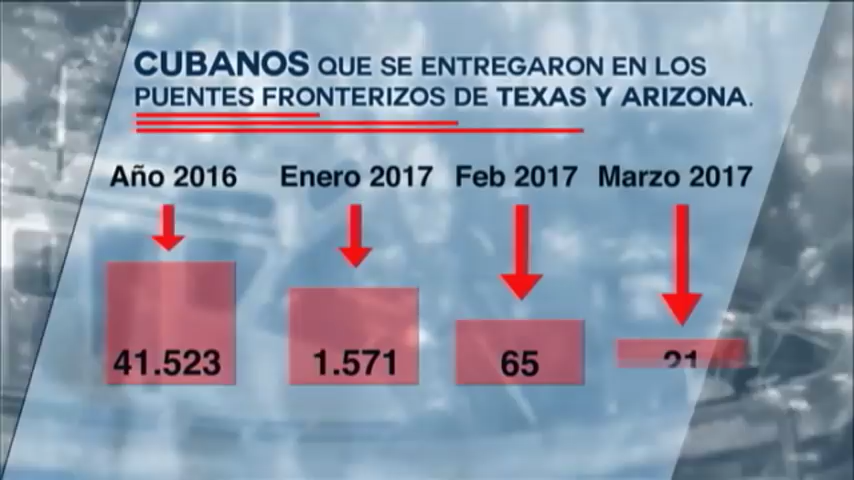 CUBANOS QUE SE ENTREGARON EN LOS
PUENTES FRONTERIZOS DE TEXAS Y ARIZONA.
Año 2016 Enero 2017 Feb 2017 Marzo 2017
41.523 1.571 65